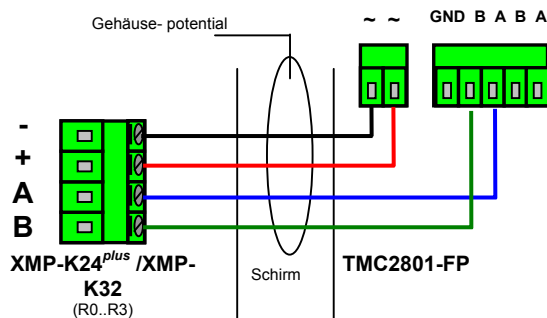 Gehäuse- potential
~ ~
GND B A B A
-
+
A
B
XMP-K24plus /XMP-
K32
(R0..R3)
Schirm
TMC2801-FP